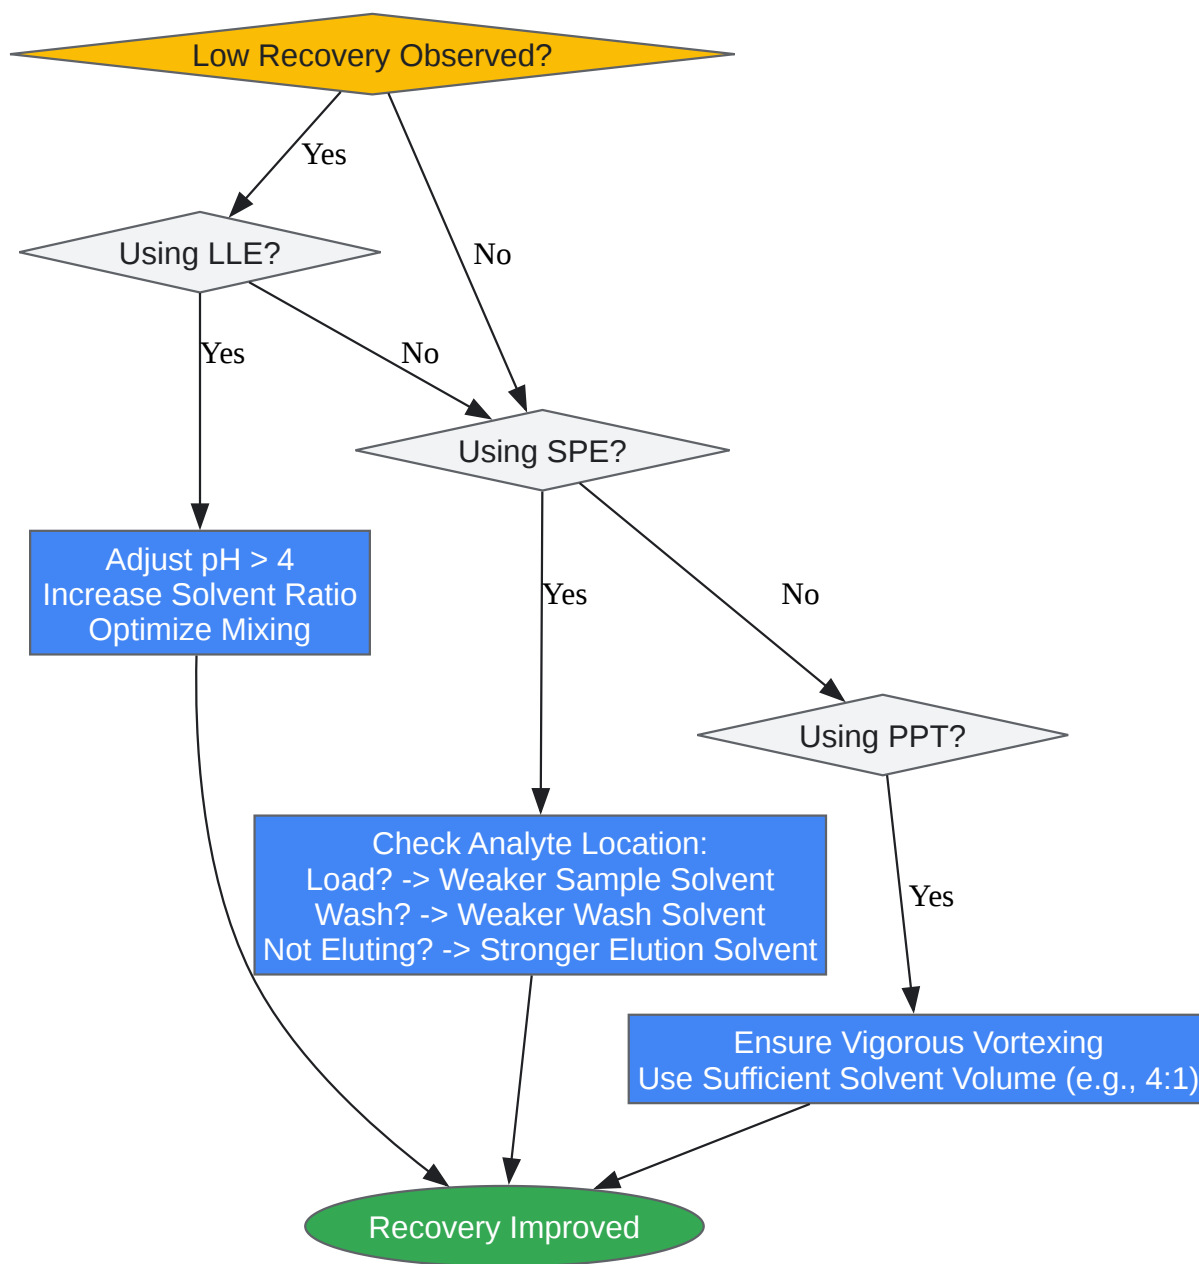 Low Recovery Observed?
Yes
Using LLE?
No
Yes
No
Using SPE?
Adjust pH > 4
Increase Solvent Ratio
Optimize Mixing
Yes
No
Using PPT?
Check Analyte Location:
Load? -> Weaker Sample Solvent
Wash? -> Weaker Wash Solvent
Not Eluting? -> Stronger Elution Solvent
Yes
Ensure Vigorous Vortexing
Use Sufficient Solvent Volume (e.g., 4:1)
Recovery Improved